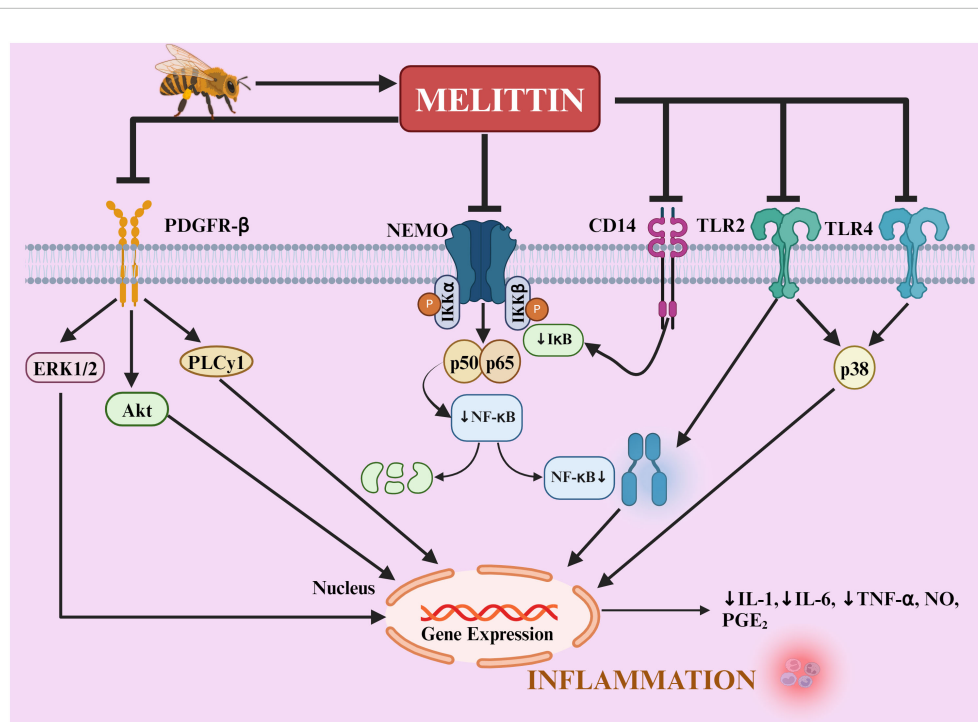 MELITTIN
PDGFR-β
NEMO
CD14
TLR2
TLR4
IKKα
P
IKKβ
P
↓IκB
ERK1/2
PLCy1
p50
p65
p38
Akt
↓NF-κB
NF-κB↓
Nucleus
Gene Expression
↓IL-1,↓IL-6, ↓TNF-α, NO,
PGE₂
INFLAMMATION